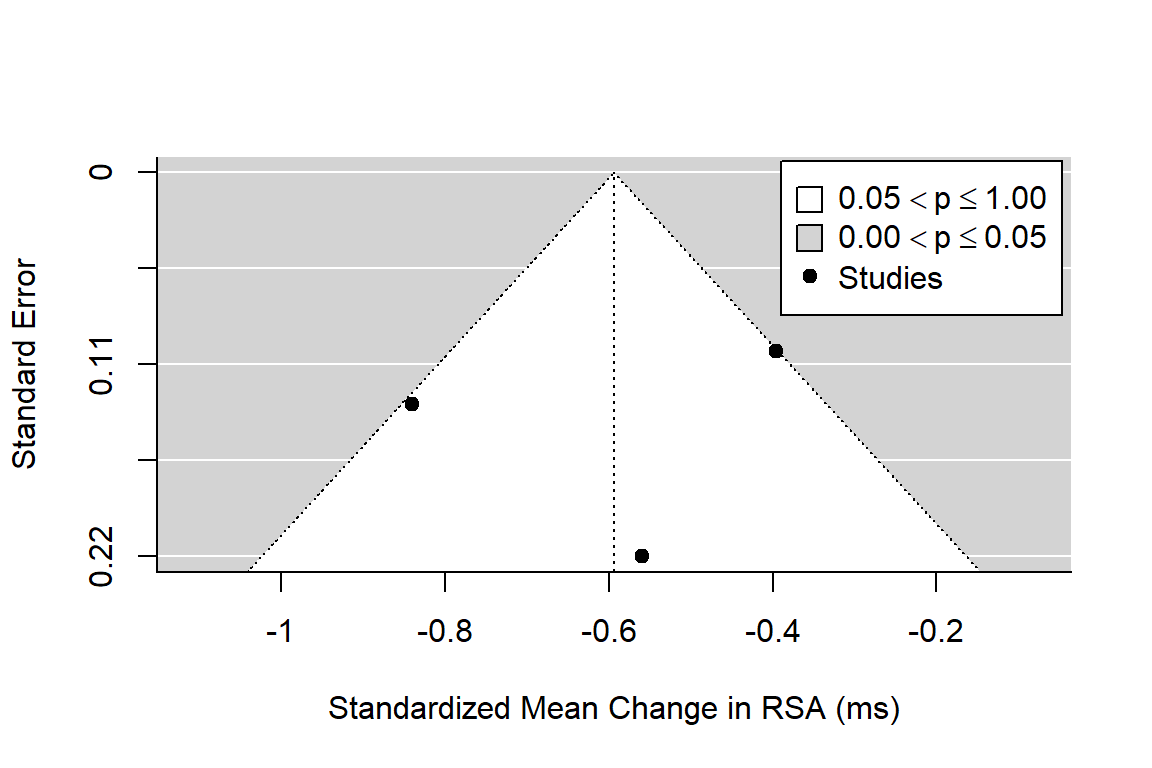 0.05 < p ≤ 1.00
0.00 < p ≤ 0.05
Studies
Standard Error
0
0.11
0.22
-1
-0.8
-0.6
-0.4
-0.2
Standardized Mean Change in RSA (ms)